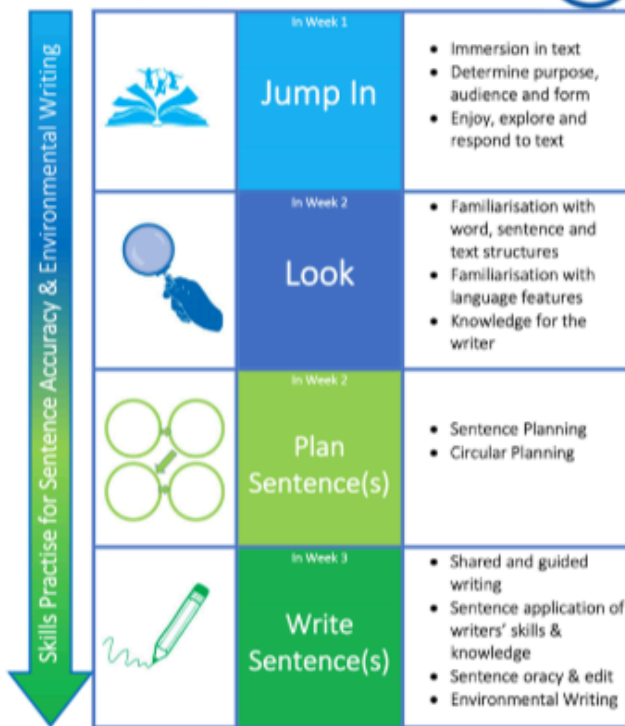 Skills Practise for Sentence Accuracy & Environmental Writing
In Week 1
Jump In
• Immersion in text
• Determine purpose,
audience and form
• Enjoy, explore and
respond to text
In Week 2
Look
• Familiarisation with
word, sentence and
text structures
• Familiarisation with
language features
• Knowledge for the
writer
In Week 2
Plan
Sentence(s)
• Sentence Planning
• Circular Planning
In Week 3
Write
Sentence(s)
• Shared and guided
writing
• Sentence application of
writers' skills &
knowledge
• Sentence oracy & edit
• Environmental Writing